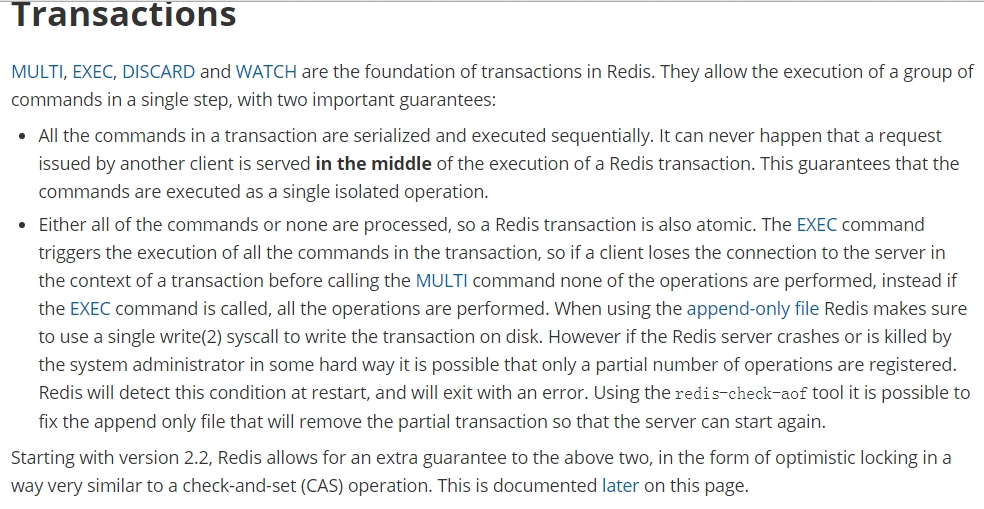 Transactions
MULTI, EXEC, DISCARD and WATCH are the foundation of transactions in Redis. They allow the execution of a group of
commands in a single step, with two important guarantees:
• All the commands in a transaction are serialized and executed sequentially. It can never happen that a request
issued by another client is served in the middle of the execution of a Redis transaction. This guarantees that the
commands are executed as a single isolated operation.
• Either all of the commands or none are processed, so a Redis transaction is also atomic. The EXEC command
triggers the execution of all the commands in the transaction, so if a client loses the connection to the server in
the context of a transaction before calling the MULTI command none of the operations are performed, instead if
the EXEC command is called, all the operations are performed. When using the append-only file Redis makes sure
to use a single write(2) syscall to write the transaction on disk. However if the Redis server crashes or is killed by
the system administrator in some hard way it is possible that only a partial number of operations are registered.
Redis will detect this condition at restart, and will exit with an error. Using the redis-check-aof tool it is possible to
fix the append only file that will remove the partial transaction so that the server can start again.
Starting with version 2.2, Redis allows for an extra guarantee to the above two, in the form of optimistic locking in a
way very similar to a check-and-set (CAS) operation. This is documented later on this page.